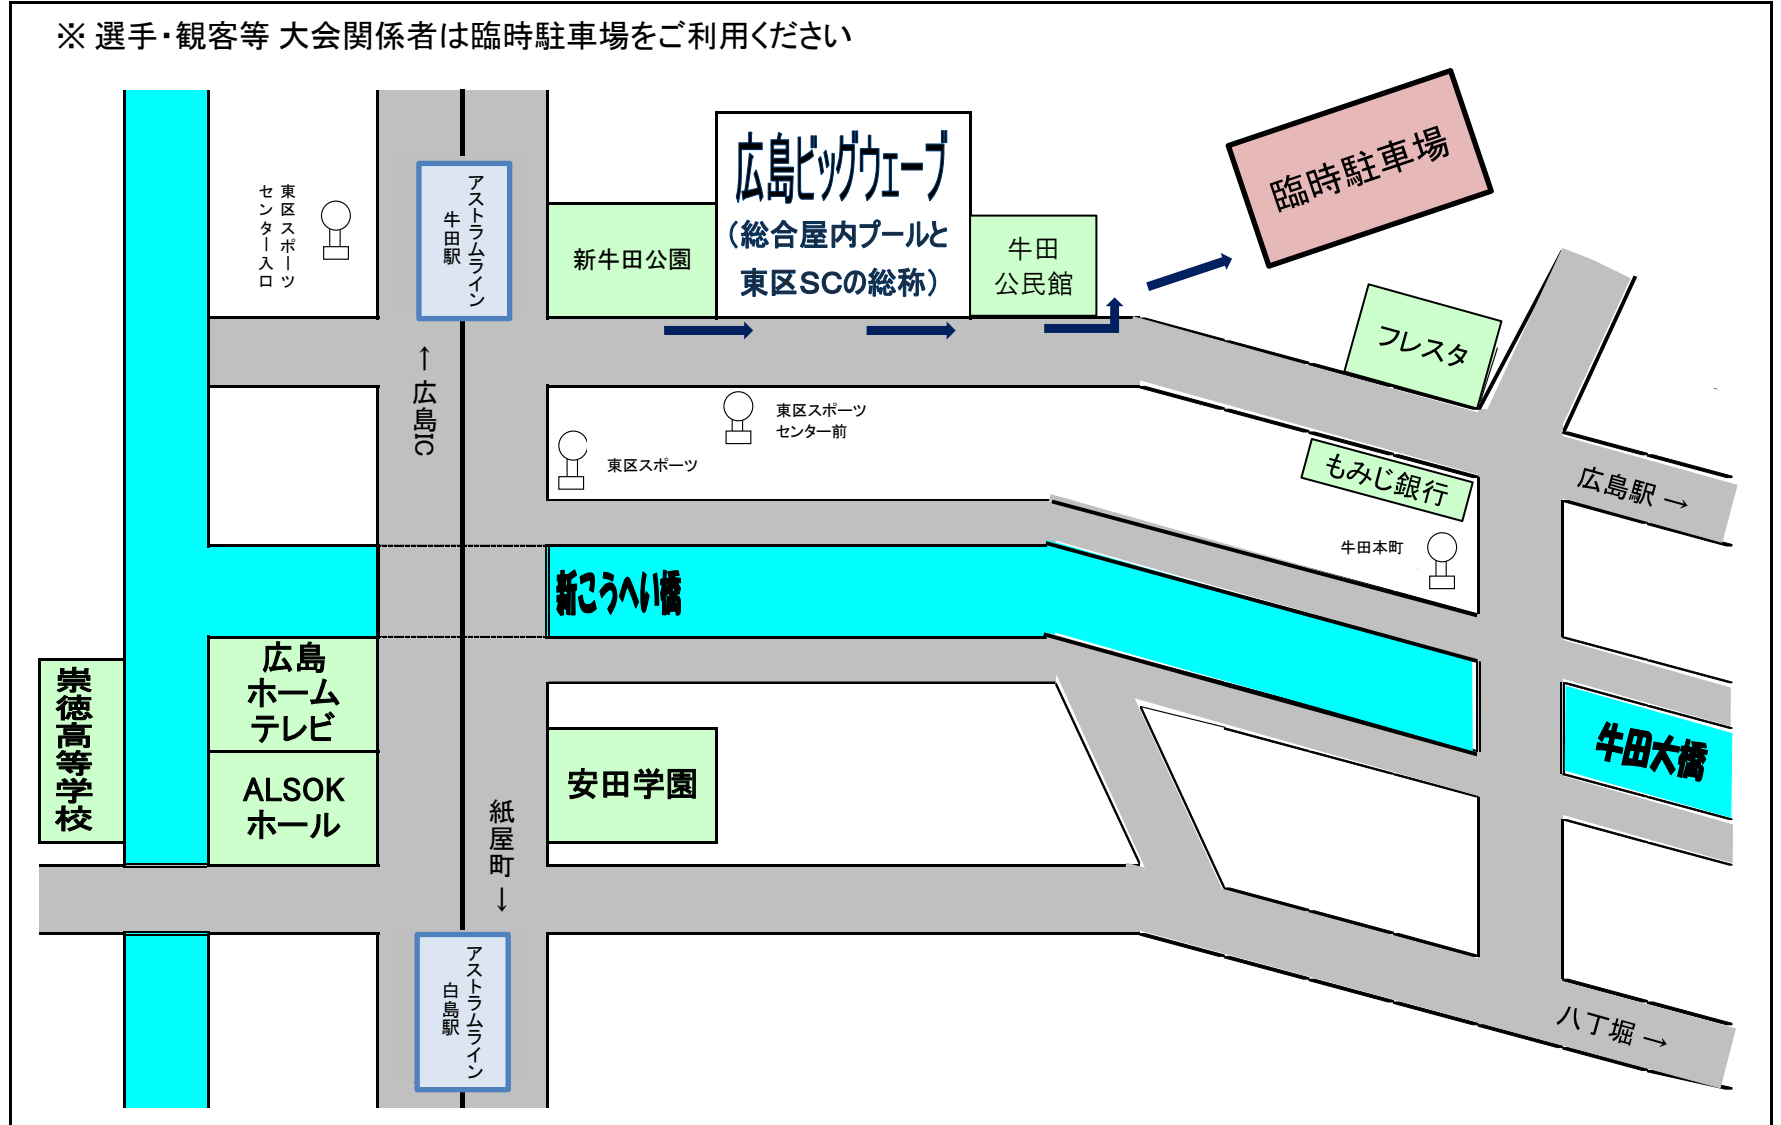 ※ 選手・観客等 大会関係者は臨時駐車場をご利用ください
臨時駐車場
広島ビッグウェーブ
（総合屋内プールと
東区SCの総称）
東区スポーツ
センター入口
アストラムライン
牛田駅
新牛田公園
牛田
公民館
フレスタ
↑広島IC
東区スポーツ
センター前
東区スポーツ
もみじ銀行
広島駅→
牛田本町
新こうへい橋
広島
ホーム
テレビ
崇徳高等学校
ALSOK
ホール
安田学園
牛田大橋
紙屋町↓
アストラムライン
白島駅
八丁堀→